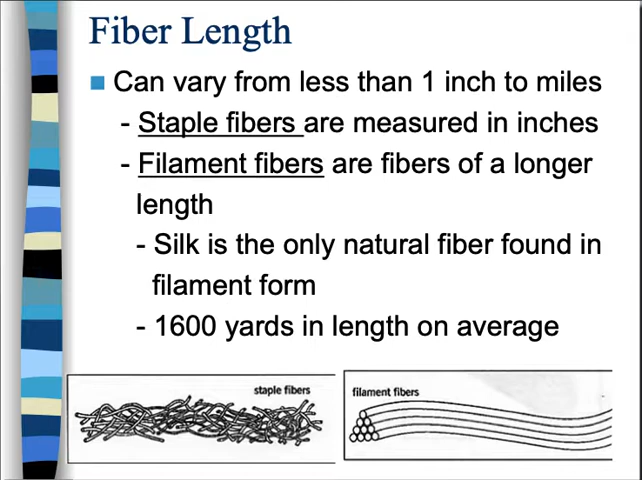 Fiber Length
Can vary from less than 1 inch to miles
- Staple fibers are measured in inches
- Filament fibers are fibers of a longer
length
- Silk is the only natural fiber found in
filament form
- 1600 yards in length on average
staple fibers
filament fibers